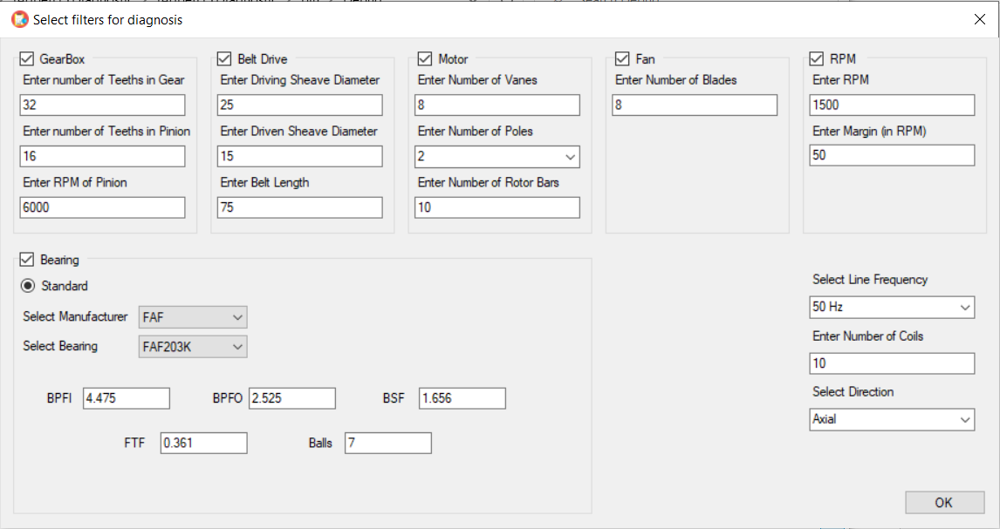 Select filters for diagnosis
GearBox
Enter number of Teeths in Gear
32
Enter number of Teeths in Pinion
16
Enter RPM of Pinion
6000
Belt Drive
Enter Driving Sheave Diameter
25
Enter Driven Sheave Diameter
15
Enter Belt Length
75
Motor
Enter Number of Vanes
8
Enter Number of Poles
2
Enter Number of Rotor Bars
10
Fan
Enter Number of Blades
8
RPM
Enter RPM
1500
Enter Margin (in RPM)
50
Bearing
Standard
Select Manufacturer FAF
Select Bearing FAF203K
BPFI 4.475 BPFO 2.525 BSF 1.656
FTF 0.361 Balls 7
Select Line Frequency
50 Hz
Enter Number of Coils
10
Select Direction
Axial
OK